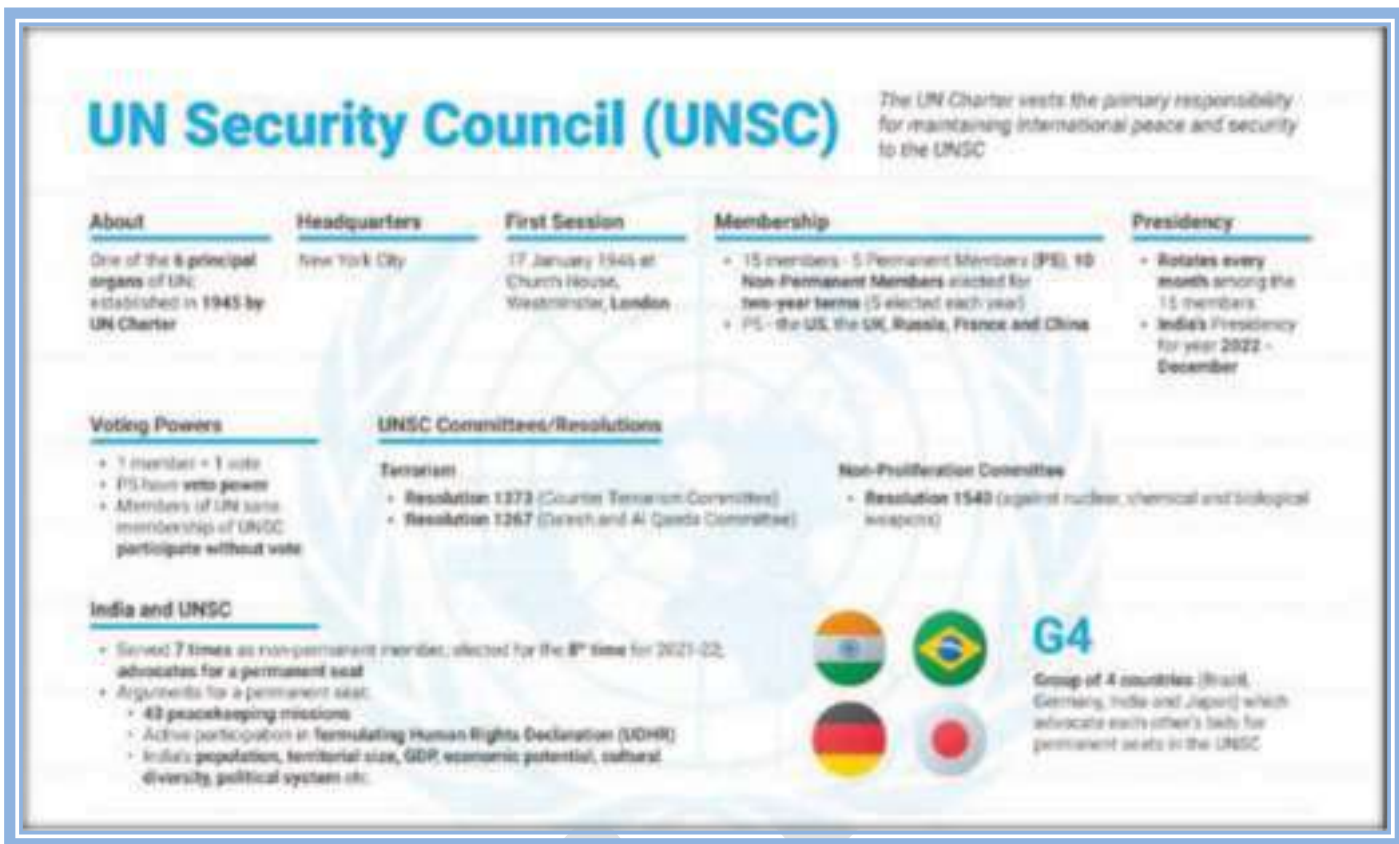 UN Security Council (UNSC)
The UN Charter vests the primary responsibility
for maintaining international peace and security
to the UNSC
About
One of the 6 principal
organs of UN;
established in 1945 by
UN Charter
Headquarters
New York City
First Session
17 January 1946 at
Church House,
Westminster, London
Membership
• 15 members - 5 Permanent Members (P5), 10
Non-Permanent Members elected for
two-year terms (5 elected each year)
• P5 - the US, the UK, Russia, France and China
Presidency
• Rotates every
month among the
15 members
• India's Presidency
for year 2022 -
December
Voting Powers
• 1 member = 1 vote
• P5 have veto power
• Members of UN sans
membership of UNSC
participate without vote
UNSC Committees/Resolutions
Terrorism
• Resolution 1373 (Counter Terrorism Committee)
• Resolution 1267 (Daesh and Al Qaeda Committee)
Non-Proliferation Committee
• Resolution 1540 (against nuclear, chemical and biological
weapons)
India and UNSC
• Served 7 times as non-permanent member, elected for the 8th time for 2021-22;
advocates for a permanent seat
• Arguments for a permanent seat:
• 43 peacekeeping missions
• Active participation in formulating Human Rights Declaration (UDHR)
• India's population, territorial size, GDP, economic potential, cultural
diversity, political system etc.
G4
Group of 4 countries (Brazil,
Germany, India and Japan) which
advocate each other's bids for
permanent seats in the UNSC